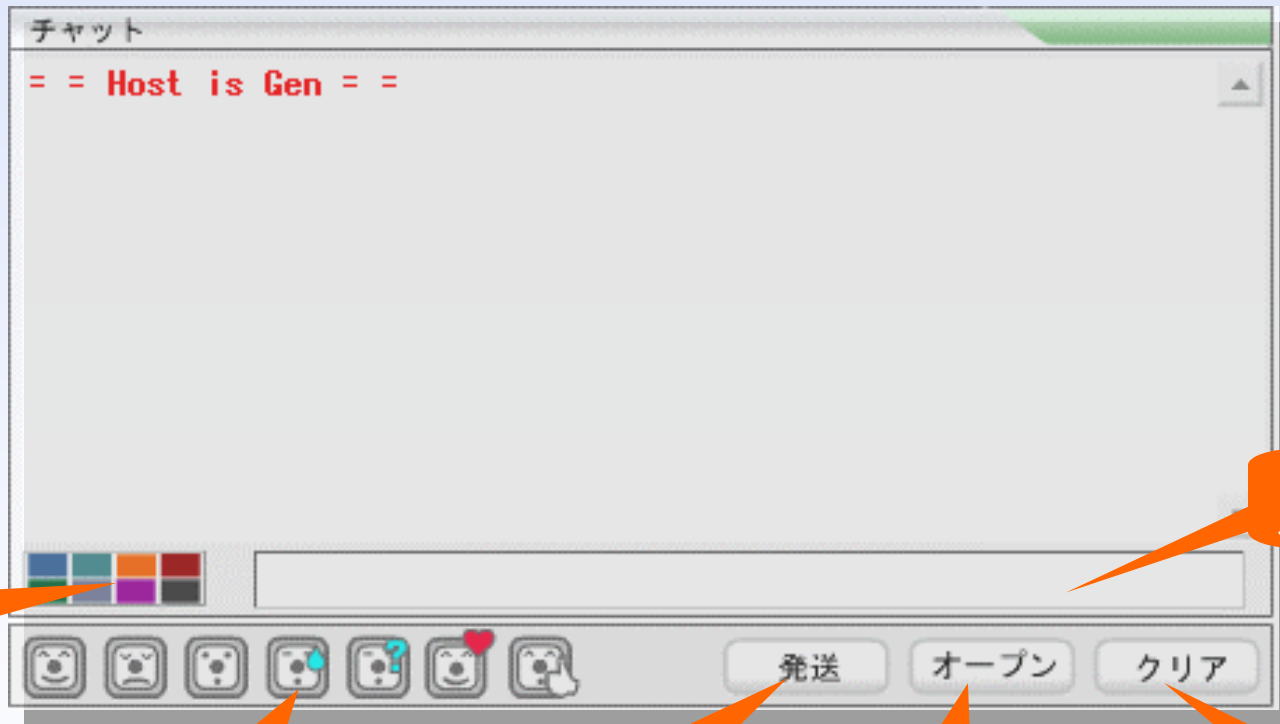 チャット
= = Host is Gen = =
?
発送 オープン クリア